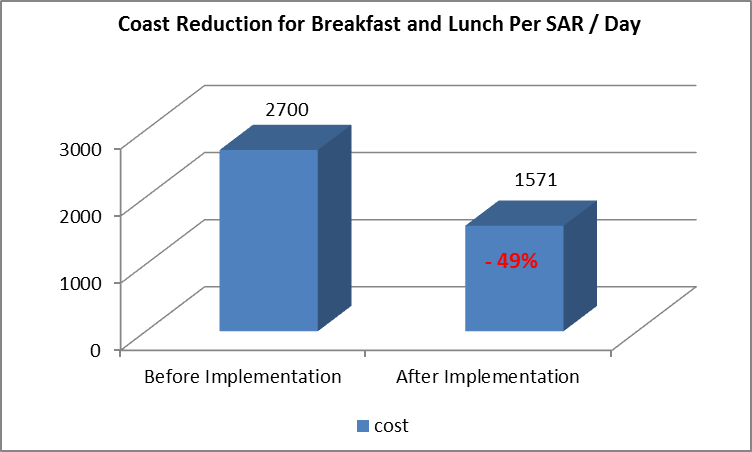 Coast Reduction for Breakfast and Lunch Per SAR / Day
2700
3000
1571
2000
- 49%
1000
0
Before Implementation
After Implementation
cost